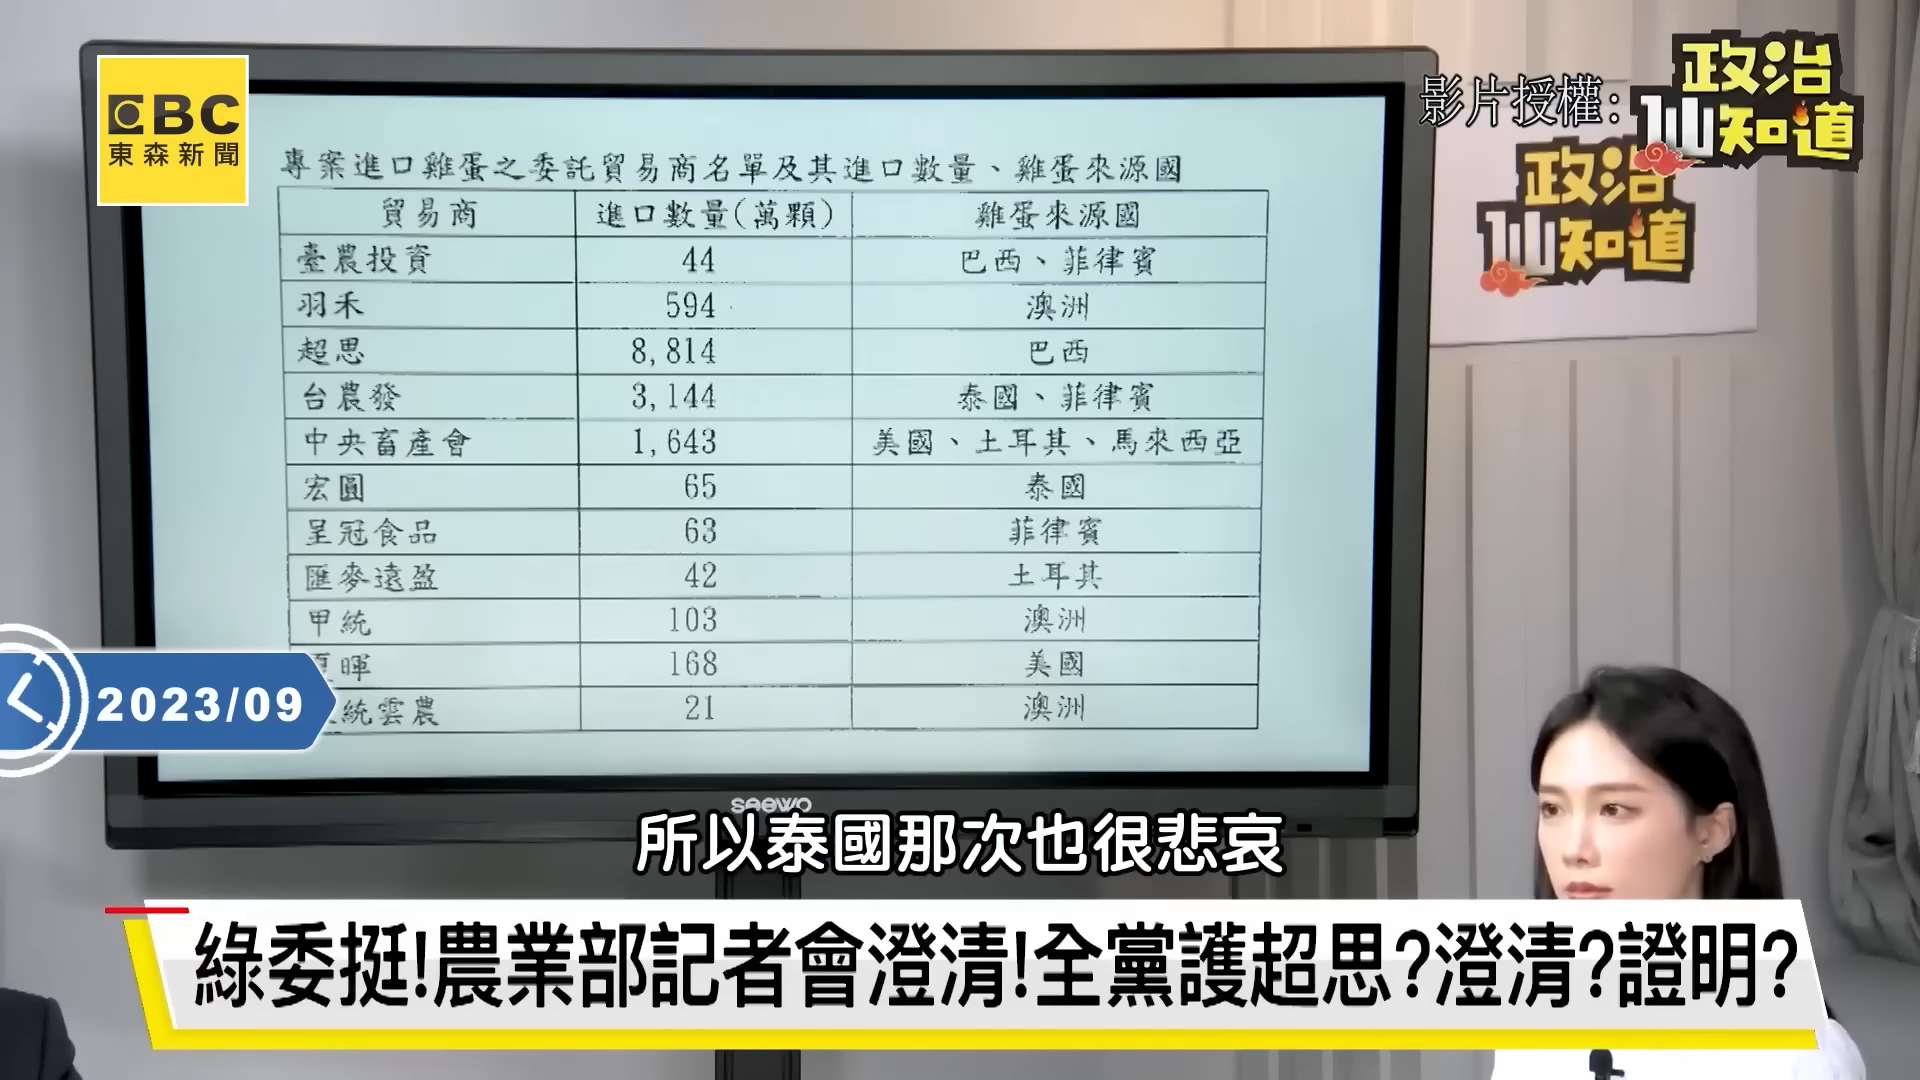 EBC
東森新聞
影片授權：
政治
仙知道
政治
仙知道
專案進口雞蛋之委託貿易商名單及其進口數量、雞蛋來源國
貿易商 進口數量(萬顆) 雞蛋來源國
臺農投資 44 巴西、菲律賓
羽禾 594 澳洲
超思 8,814 巴西
台農發 3,144 泰國、菲律賓
中央畜產會 1,643 美國、土耳其、馬來西亞
宏圓 65 泰國
呈冠食品 63 菲律賓
匯麥遠盈 42 土耳其
甲統 103 澳洲
暉 168 美國
統雲農 21 澳洲
2023/09
seewo
所以泰國那次也很悲哀
綠委挺!農業部記者會澄清!全黨護超思?澄清?證明?